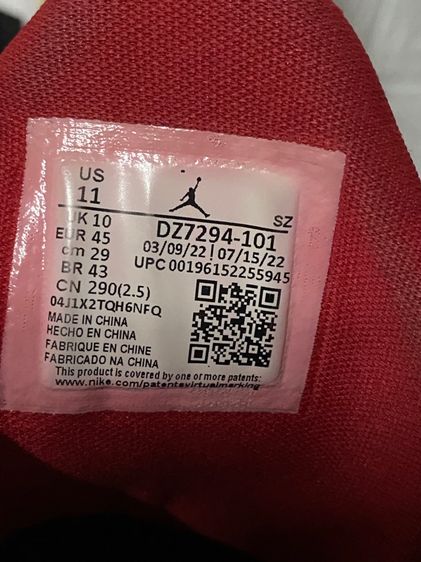 US
11
SZ
UK 10
DZ7294-101
EUR 45
03/09/22 | 07/15/22
cm 29
UPC 00196152255945
BR 43
CN 290(2.5)
04J1X2TQH6NFQ
MADE IN CHINA
HECHO EN CHINA
FABRIQUE EN CHINE
FABRICADO NA CHINA
This product is covered by one or more patents:
www.nike.com/patentsvirtualmarking